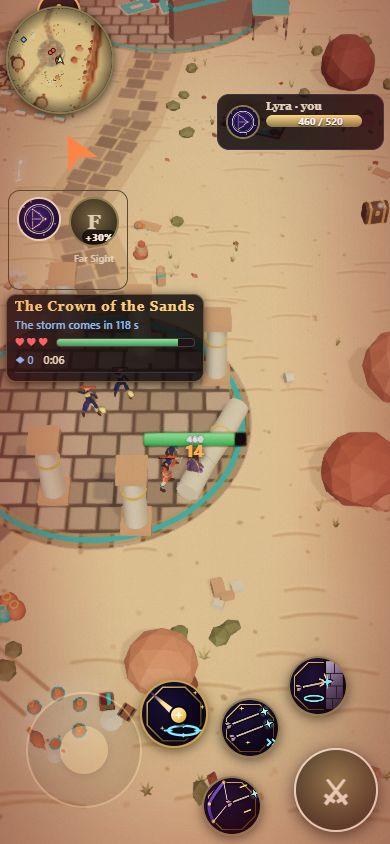 Lyra · you
460 / 520
F
+30%
Far Sight
The Crown of the Sands
The storm comes in 118 s
0 0:06
14